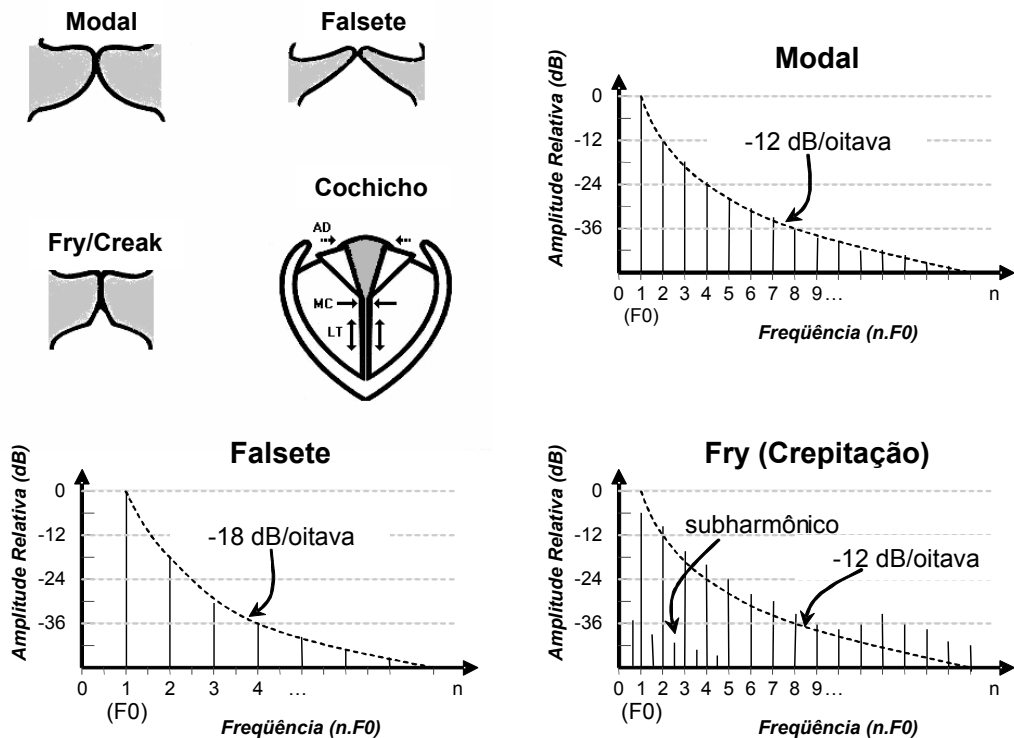 Modal
Falsete
Fry/Creak
Cochicho
AD
MC
LT
Modal
Amplitude Relativa (dB)
0
-12
-24
-36
-12 dB/oitava
0 1 2 3 4 5 6 7 8 9... n
(F0)
Freqüência (n.F0)
Falsete
Amplitude Relativa (dB)
0
-12
-24
-36
-18 dB/oitava
0 1 2 3 4 ... n
(F0)
Freqüência (n.F0)
Fry (Crepitação)
Amplitude Relativa (dB)
0
-12
-24
-36
subharmônico
-12 dB/oitava
0 1 2 3 4 5 6 7 8 9... n
(F0)
Freqüência (n.F0)